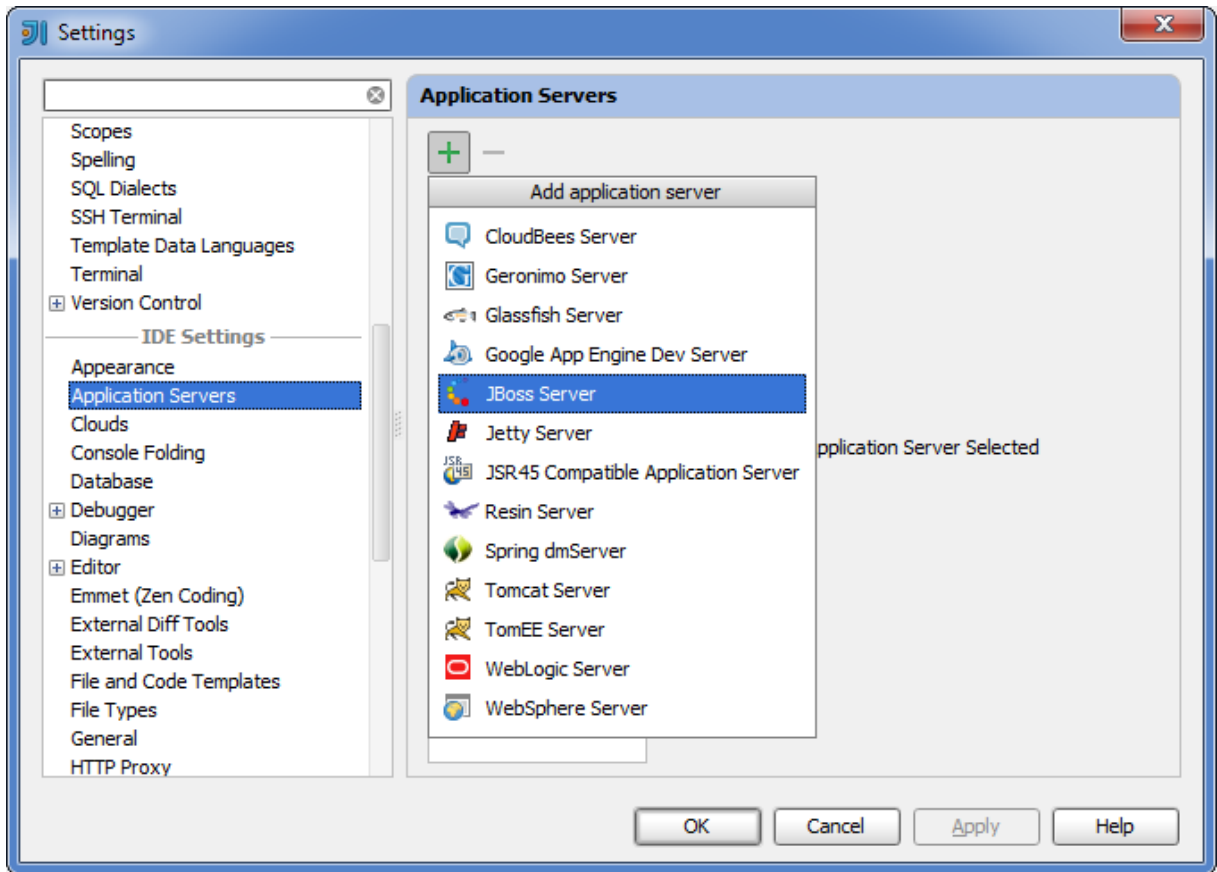 Settings
Scopes
Spelling
SQL Dialects
SSH Terminal
Template Data Languages
Terminal
Version Control
IDE Settings
Appearance
Application Servers
Clouds
Console Folding
Database
Debugger
Diagrams
Editor
Emmet (Zen Coding)
External Diff Tools
External Tools
File and Code Templates
File Types
General
HTTP Proxy
Application Servers
Add application server
CloudBees Server
Geronimo Server
Glassfish Server
Google App Engine Dev Server
JBoss Server
Jetty Server
JSR45 Compatible Application Server
Resin Server
Spring dmServer
Tomcat Server
TomEE Server
WebLogic Server
WebSphere Server
pplication Server Selected
OK Cancel Apply Help